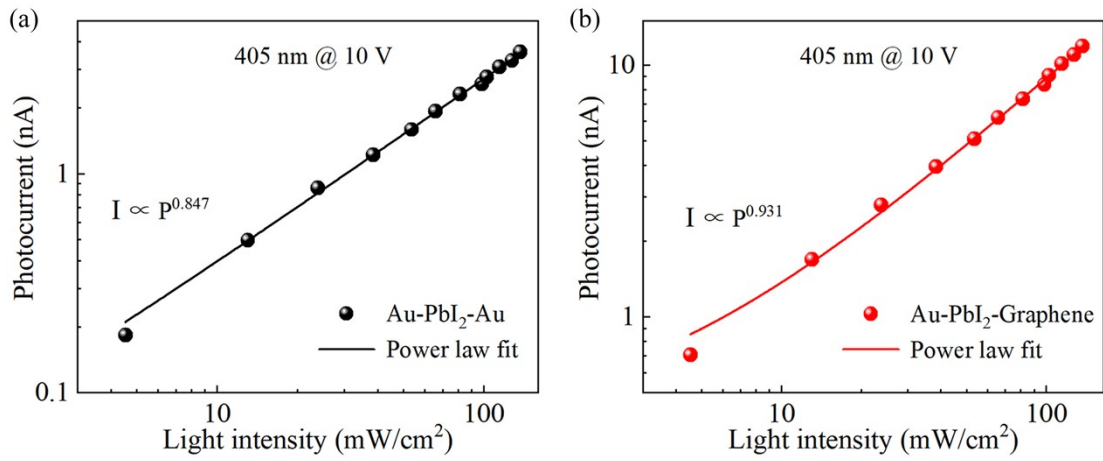 (a)
405 nm @ 10 V
Photocurrent (nA)
1
0.1
I ∝ P^0.847
Au-PbI₂-Au
Power law fit
10
100
Light intensity (mW/cm²)
(b)
405 nm @ 10 V
Photocurrent (nA)
10
1
I ∝ P^0.931
Au-PbI₂-Graphene
Power law fit
10
100
Light intensity (mW/cm²)